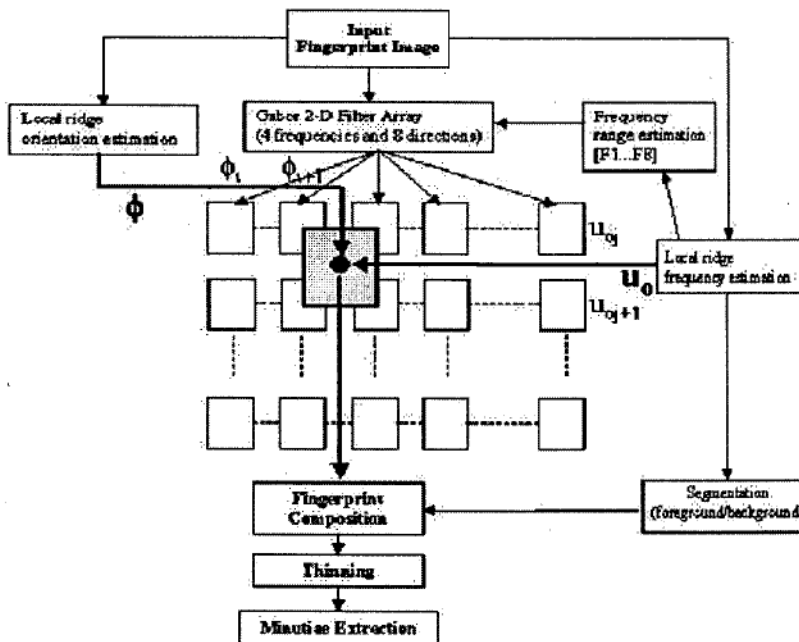 Input
Fingerprint Image
Local ridge
orientation estimation
Gabor 2-D Filter Array
(4 frequencies and 8 directions)
Frequency
range estimation
[F1...F8]
ϕi
ϕi+1
ϕ
u0j
Local ridge
frequency estimation
u0
u0j+1
Segmentation
(foreground/background)
Fingerprint
Composition
Thinning
Minutiae Extraction